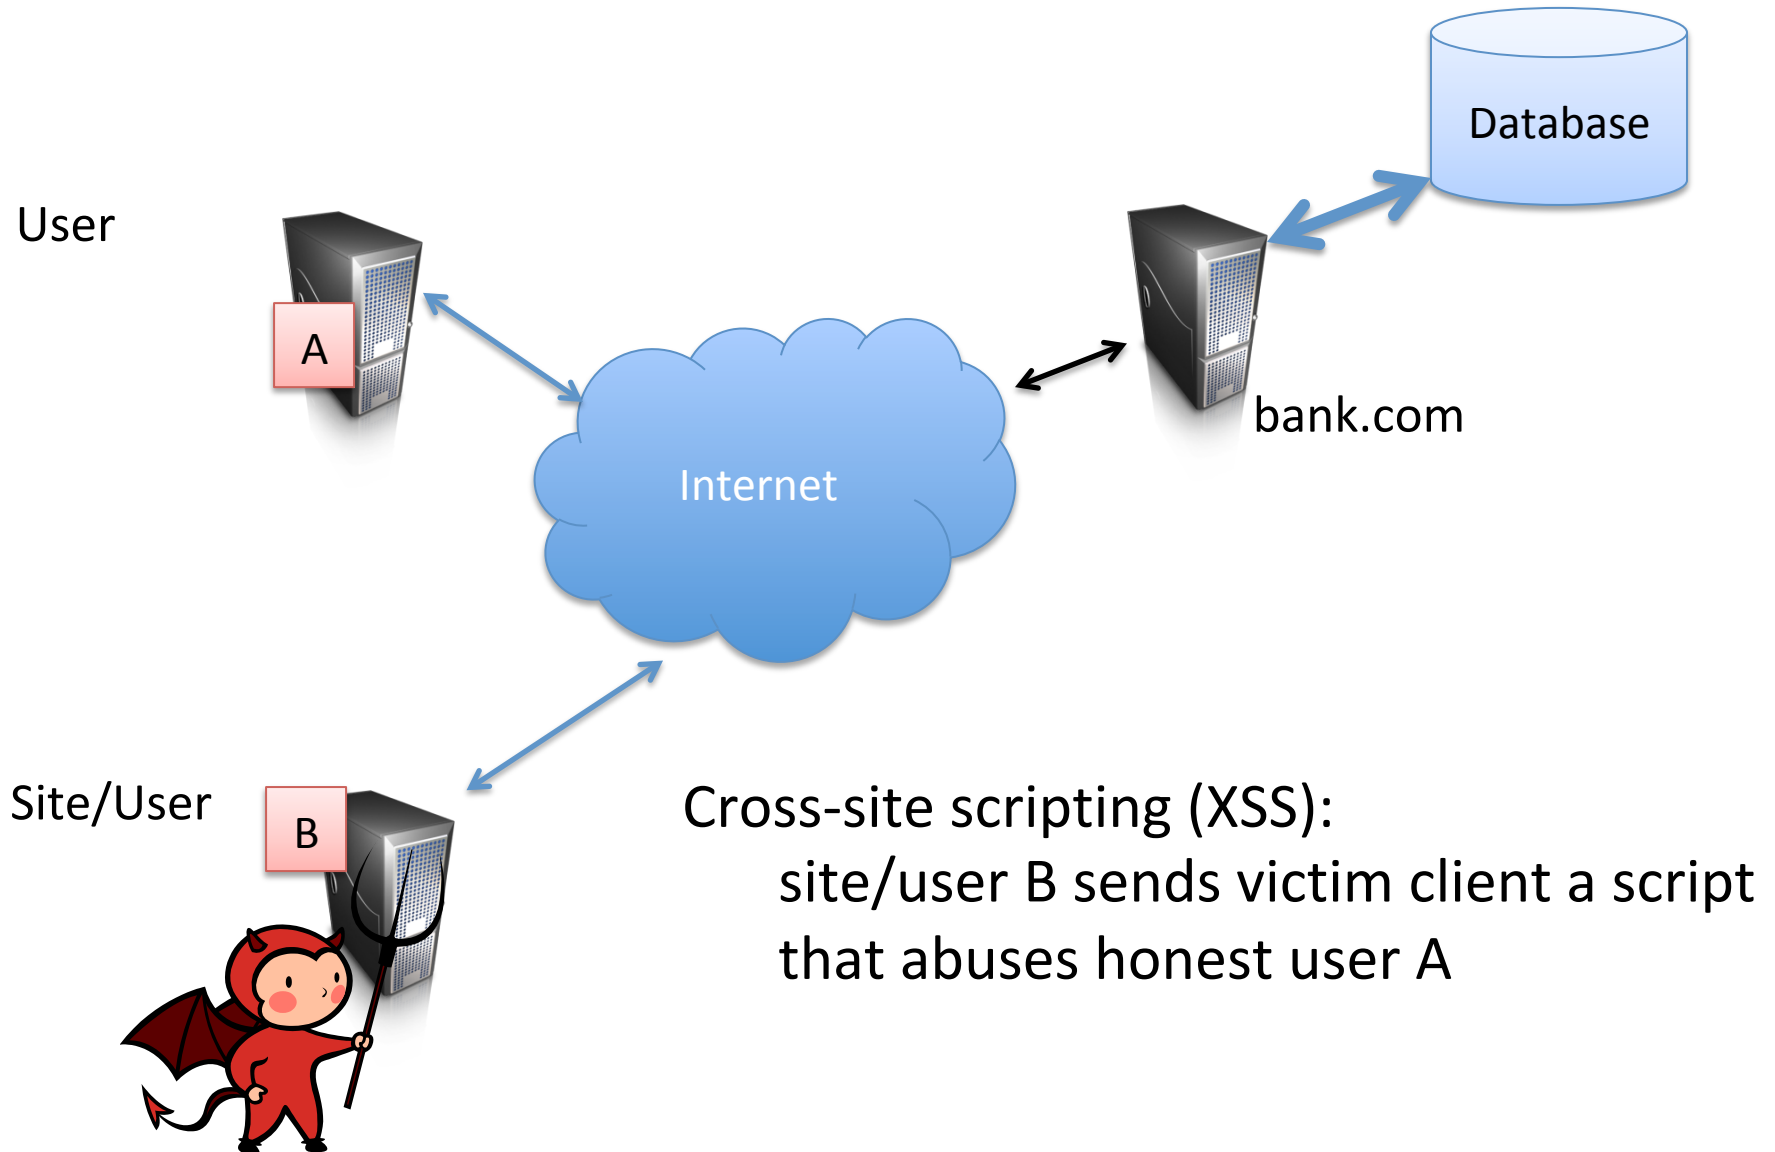 Database
User
A
bank.com
Internet
Site/User
B
Cross-site scripting (XSS):
site/user B sends victim client a script
that abuses honest user A